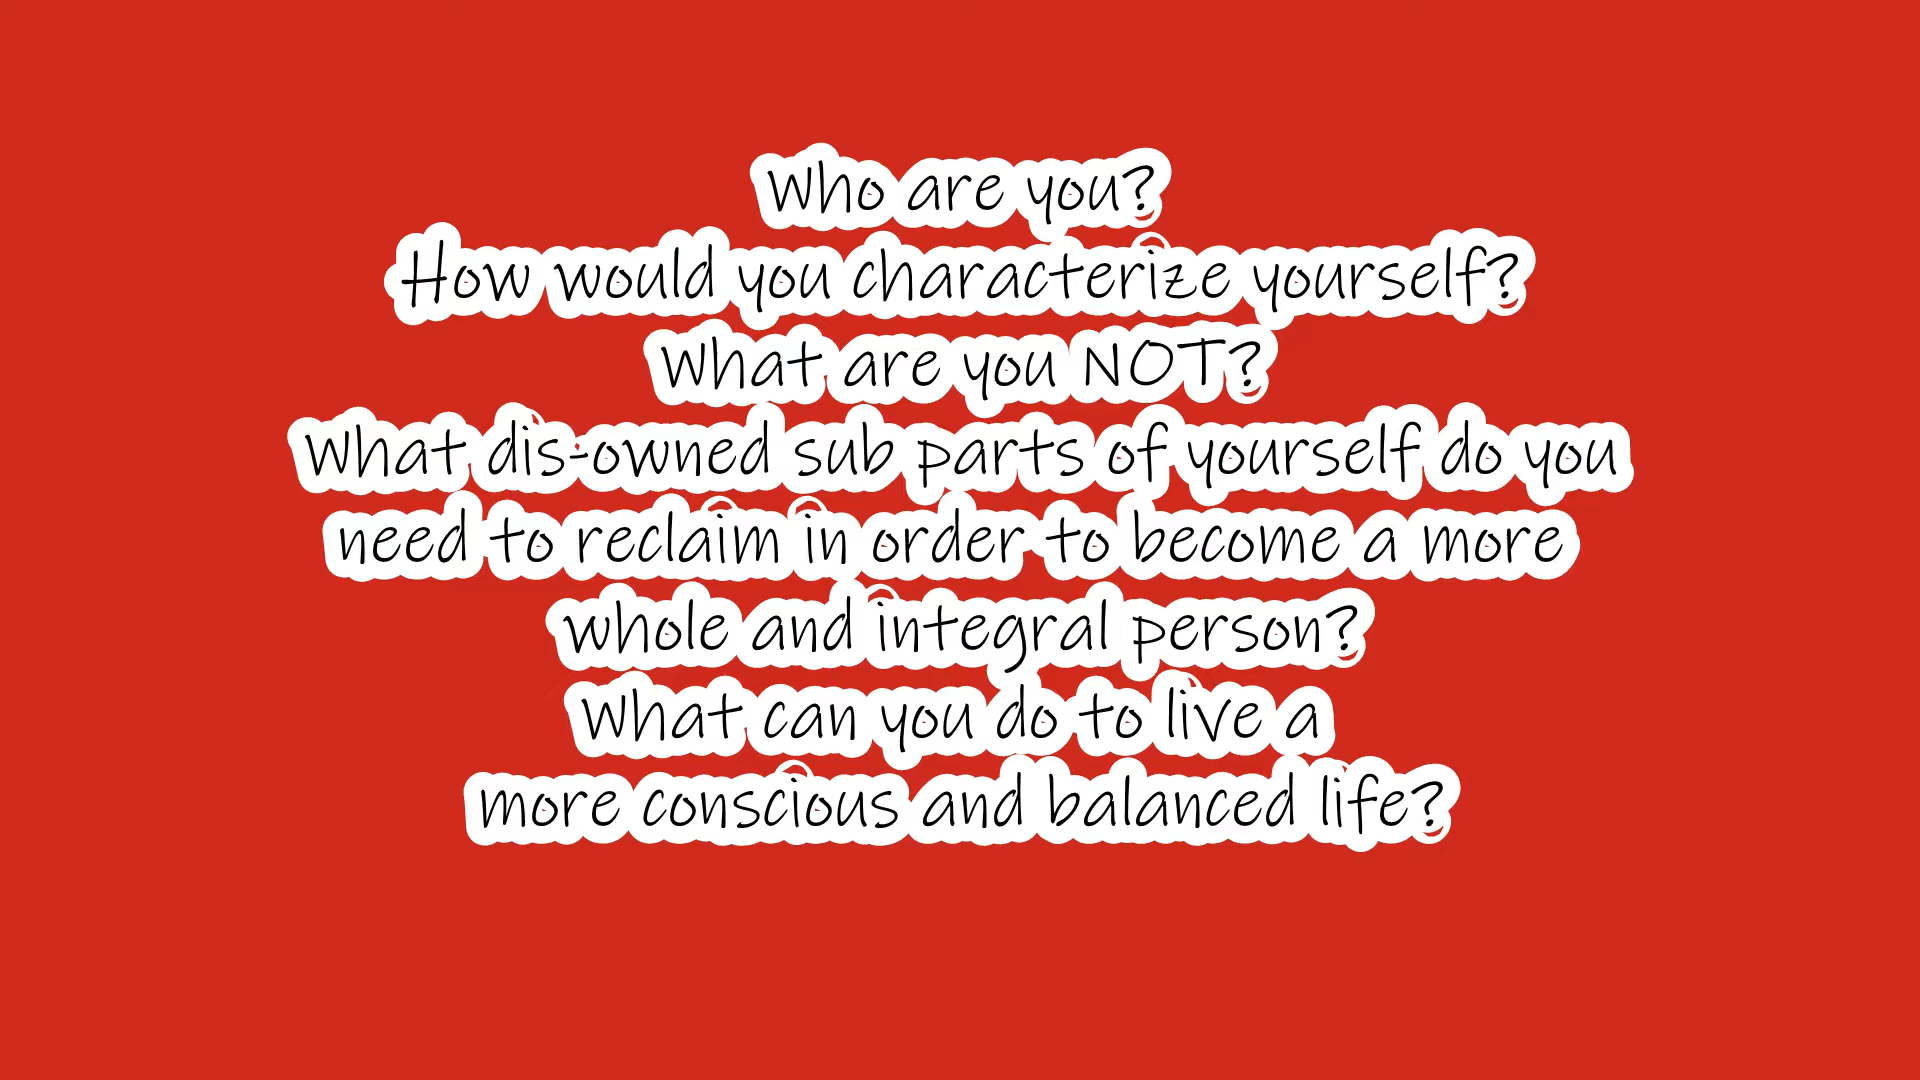 Who are you?
How would you characterize yourself?
What are you NOT?
What dis-owned sub parts of yourself do you
need to reclaim in order to become a more
whole and integral person?
What can you do to live a
more conscious and balanced life?